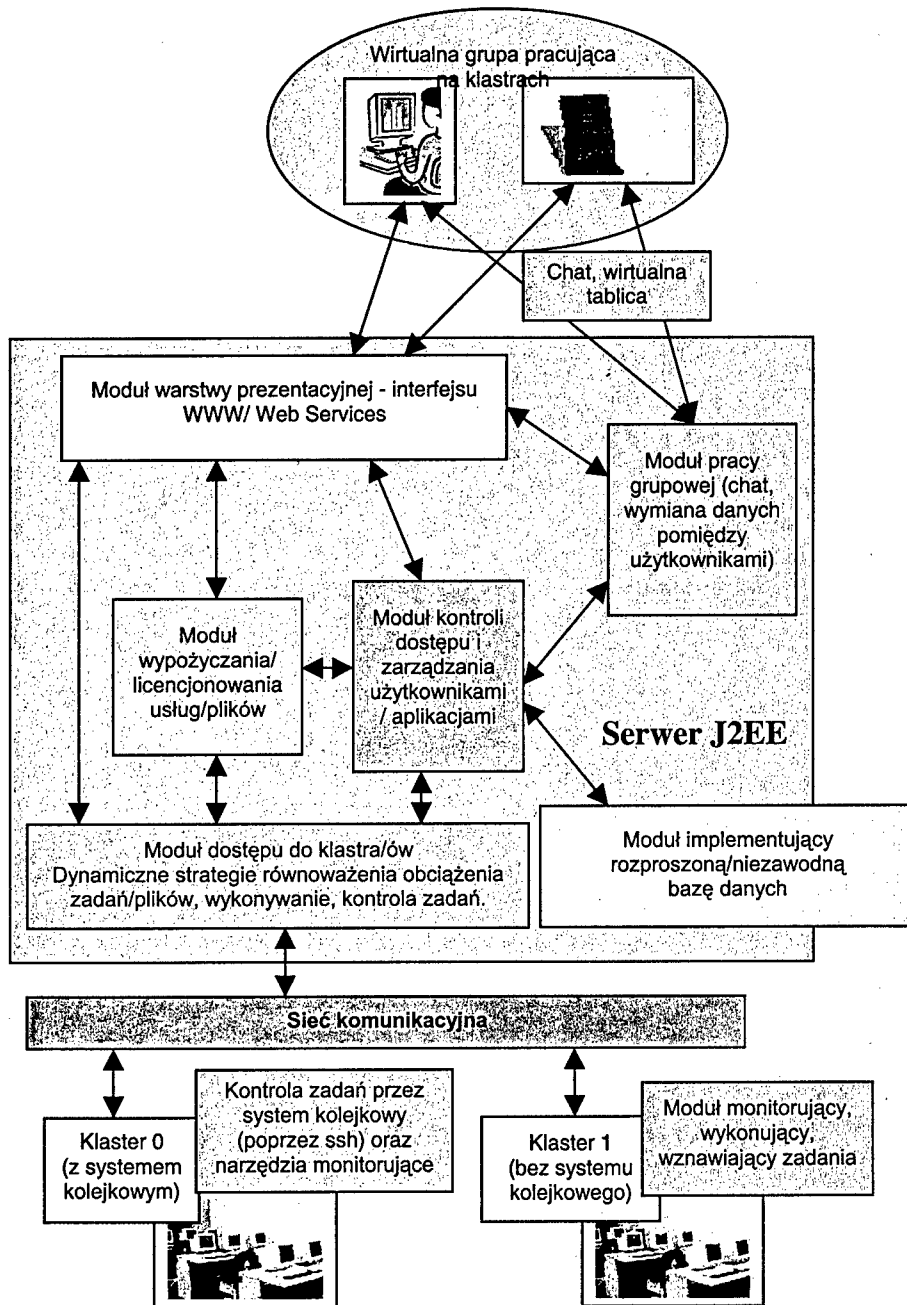 Wirtualna grupa pracująca
na klastrach
Chat, wirtualna
tablica
Moduł warstwy prezentacyjnej - interfejsu
WWW/ Web Services
Moduł pracy
grupowej (chat,
wymiana danych
pomiędzy
użytkownikami)
Moduł
wypożyczania/
licencjonowania
usług/plików
Moduł kontroli
dostępu i
zarządzania
użytkownikami
/ aplikacjami
Serwer J2EE
Moduł dostępu do klastra/ów
Dynamiczne strategie równoważenia obciążenia
zadań/plików, wykonywanie, kontrola zadań.
Moduł implementujący
rozproszoną/niezawodną
bazę danych
Sieć komunikacyjna
Klaster 0
(z systemem
kolejkowym)
Kontrola zadań przez
system kolejkowy
(poprzez ssh) oraz
narzędzia monitorujące
Klaster 1
(bez systemu
kolejkowego)
Moduł monitorujący,
wykonujący,
wznawiający zadania